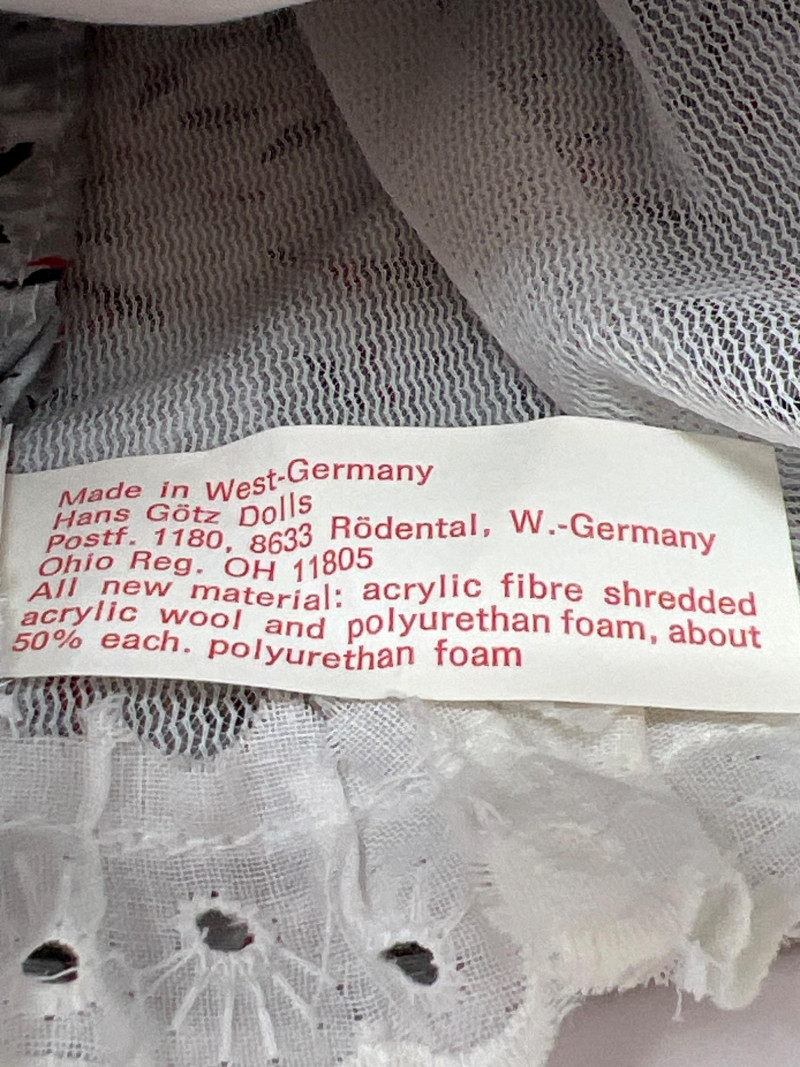 Made in West-Germany
Hans Götz Dolls
Postf. 1180, 8633 Rödental, W.-Germany
Ohio Reg. OH 11805
All new material: acrylic fibre shredded
acrylic wool and polyurethan foam, about
50% each. polyurethan foam